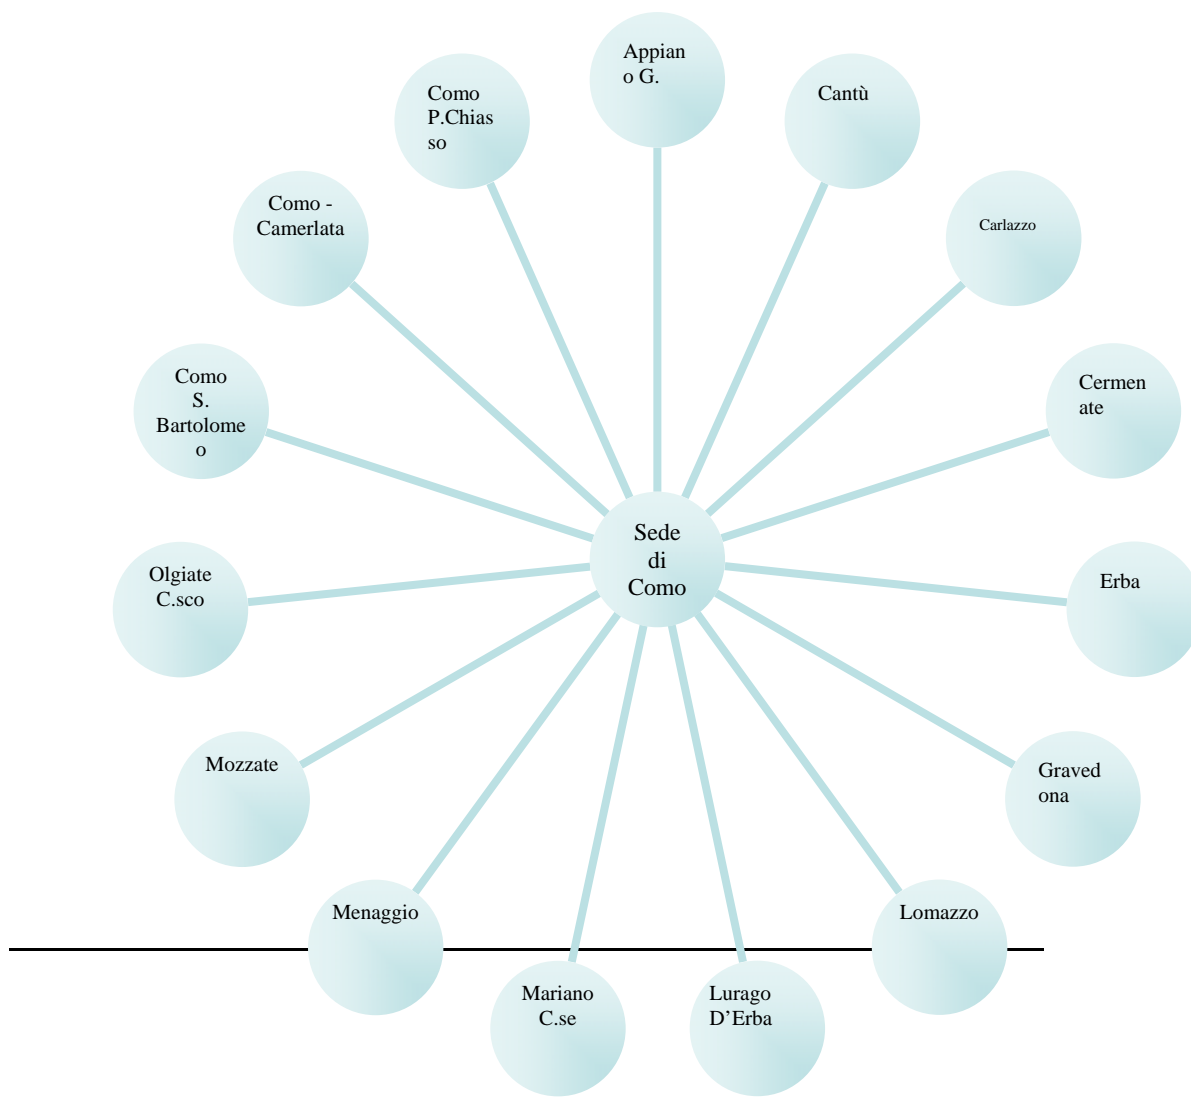 Appian
o G.
Cantù
Carlazzo
Cermen
ate
Erba
Graved
ona
Lomazzo
Lurago
D’Erba
Mariano
C.se
Menaggio
Mozzate
Olgiate
C.sco
Como
S.
Bartolome
o
Como -
Camerlata
Como
P.Chias
so
Sede
di
Como